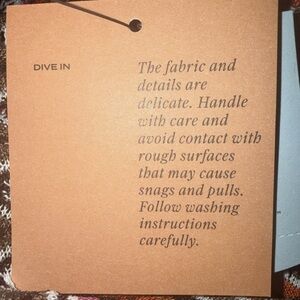 DIVE IN
The fabric and
details are
delicate. Handle
with care and
avoid contact with
rough surfaces
that may cause
snags and pulls.
Follow washing
instructions
carefully.